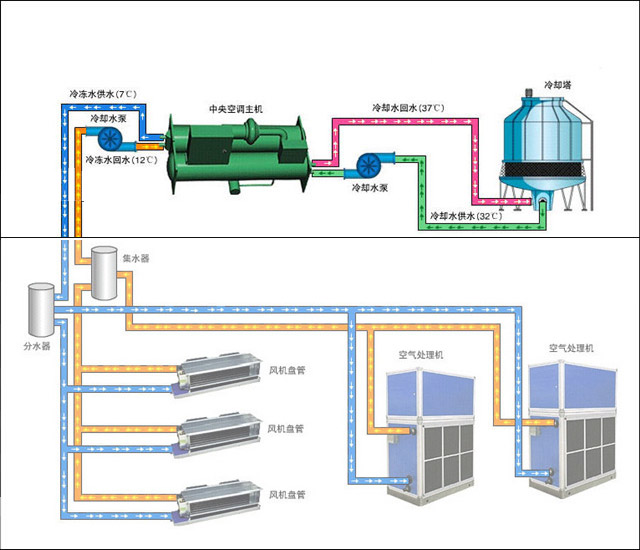 冷却塔
冷冻水供水(7℃)
中央空调主机
冷却水回水(37℃)
冷却水泵
冷冻水回水(12℃)
冷却水泵
冷却水供水(32℃)
集水器
分水器
空气处理机
空气处理机
风机盘管
风机盘管
风机盘管